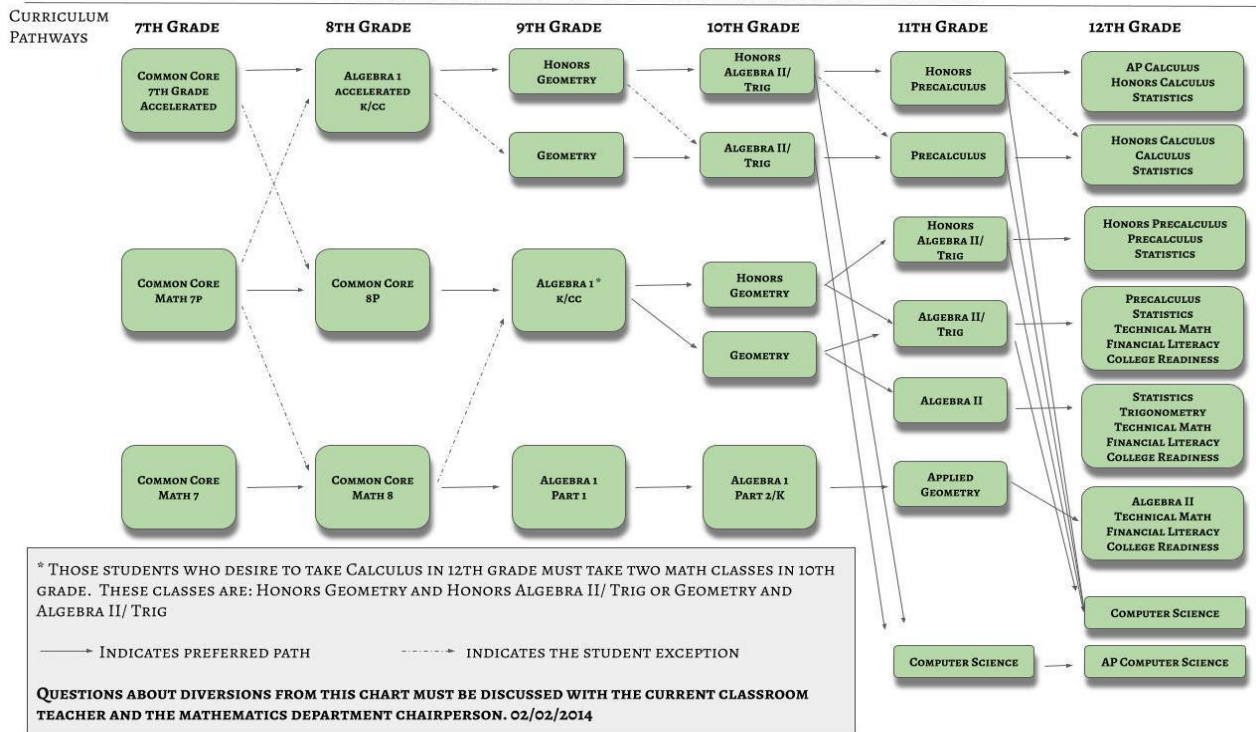 Curriculum
Pathways
7th Grade
8th Grade
9th Grade
10th Grade
11th Grade
12th Grade
Common Core
7th Grade
Accelerated
Algebra 1
accelerated
k/cc
Honors
Geometry
Honors
Algebra II/
Trig
Honors
Precalculus
AP Calculus
Honors Calculus
Statistics
Geometry
Algebra II/
Trig
Precalculus
Honors Calculus
Calculus
Statistics
Common Core
Math 7P
Common Core
8P
Algebra 1 *
k/cc
Honors
Geometry
Geometry
Honors
Algebra II/
Trig
Algebra II/
Trig
Algebra II
Honors Precalculus
Precalculus
Statistics
Precalculus
Statistics
Technical Math
Financial Literacy
College Readiness
Statistics
Trigonometry
Technical Math
Financial Literacy
College Readiness
Common Core
Math 7
Common Core
Math 8
Algebra 1
Part 1
Algebra 1
Part 2/K
Applied
Geometry
Algebra II
Technical Math
Financial Literacy
College Readiness
Computer Science
Computer Science
AP Computer Science
* Those students who desire to take Calculus in 12th grade must take two math classes in 10th
grade. These classes are: Honors Geometry and Honors Algebra II/ Trig or Geometry and
Algebra II/ Trig
Indicates preferred path
indicates the student exception
Questions about diversions from this chart must be discussed with the current classroom
teacher and the mathematics department chairperson. 02/02/2014